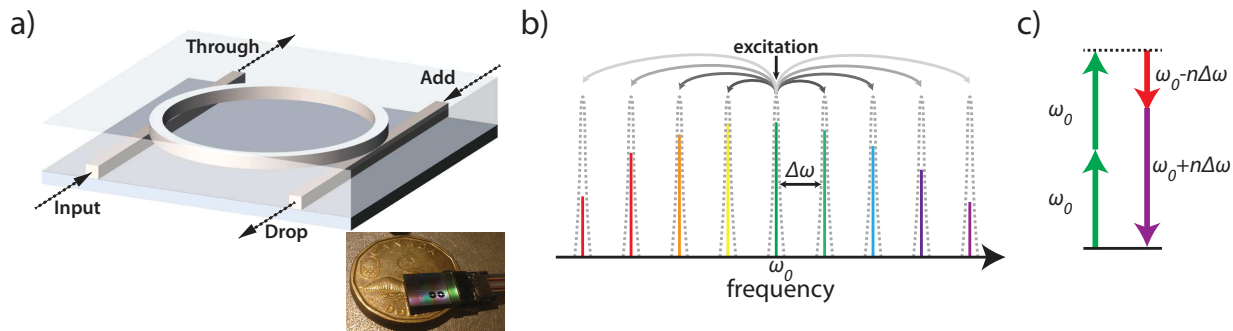 a)
Through
Add
Input
Drop
b)
excitation
Δω
ω₀
frequency
c)
ω₀
ω₀
ω₀-nΔω
ω₀+nΔω